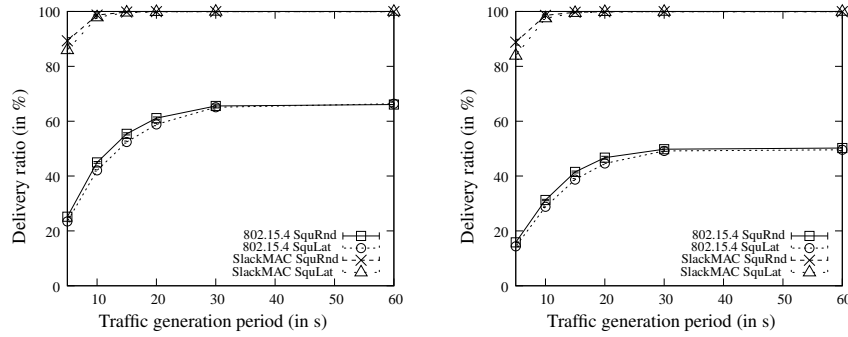 100
80
60
40
20
0
Delivery ratio (in %)
802.15.4 SquRnd
802.15.4 SquLat
SlackMAC SquRnd
SlackMAC SquLat
10 20 30 40 50 60
Traffic generation period (in s)
100
80
60
40
20
0
Delivery ratio (in %)
802.15.4 SquRnd
802.15.4 SquLat
SlackMAC SquRnd
SlackMAC SquLat
10 20 30 40 50 60
Traffic generation period (in s)